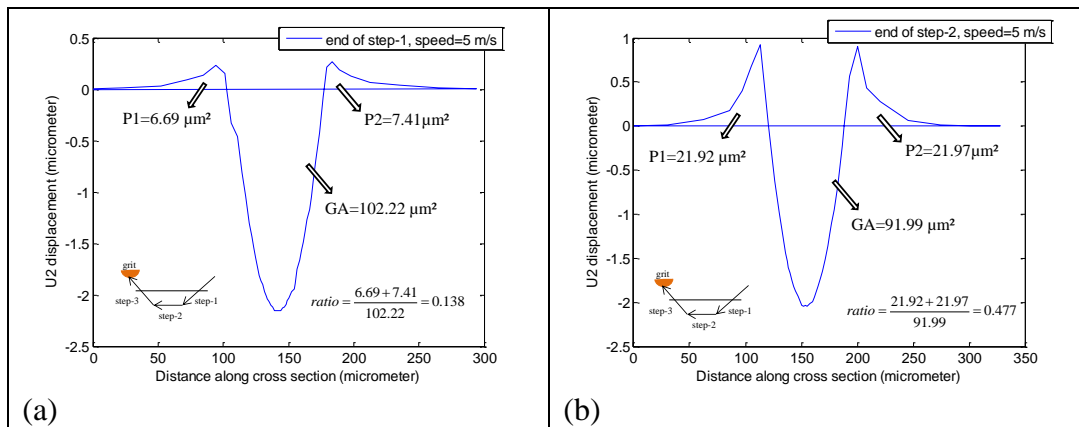 end of step-1, speed=5 m/s
0.5
0
-0.5
-1
-1.5
-2
-2.5
U2 displacement (micrometer)
P1=6.69 µm²
P2=7.41µm²
GA=102.22 µm²
grit
step-3
step-1
step-2
ratio = (6.69+7.41)/102.22 = 0.138
0 50 100 150 200 250 300
Distance along cross section (micrometer)
(a)
end of step-2, speed=5 m/s
1
0.5
0
-0.5
-1
-1.5
-2
-2.5
U2 displacement (micrometer)
P1=21.92 µm²
P2=21.97µm²
GA=91.99 µm²
grit
step-3
step-1
step-2
ratio = (21.92+21.97)/91.99 = 0.477
0 50 100 150 200 250 300 350
Distance along cross section (micrometer)
(b)